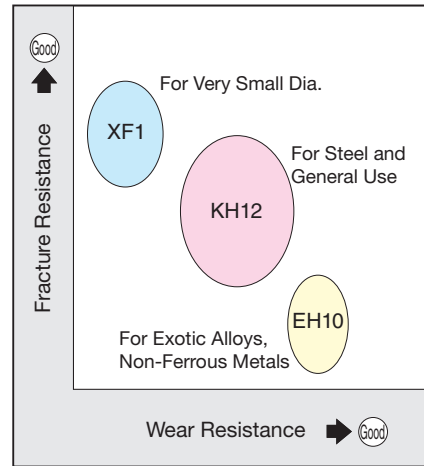 Good
Fracture Resistance
For Very Small Dia.
XF1
For Steel and
General Use
KH12
EH10
For Exotic Alloys,
Non-Ferrous Metals
Wear Resistance
Good